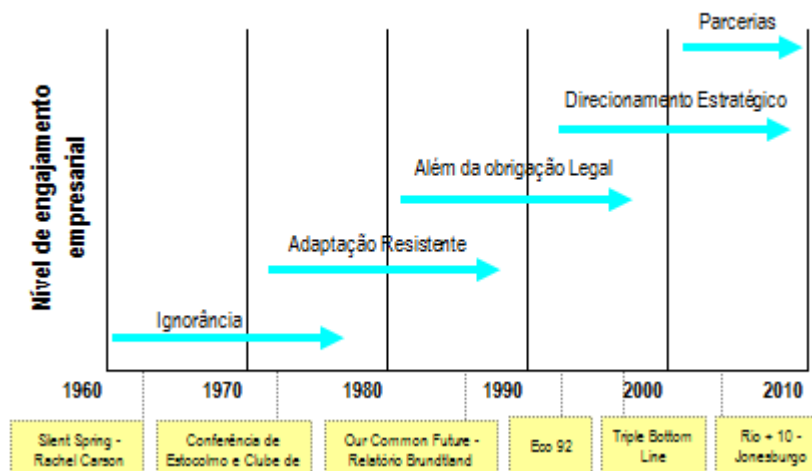 Parcerias
Direcionamento Estratégico
Além da obrigação Legal
Adaptação Resistente
Ignorância
Nível de engajamento
empresarial
1960 1970 1980 1990 2000 2010
Silent Spring -
Rachel Carson
Conferência de
Estocolmo e Clube de
Our Common Future -
Relatório Brundtland
Eco 92
Triple Bottom
Line
Rio + 10 -
Jonesburgo